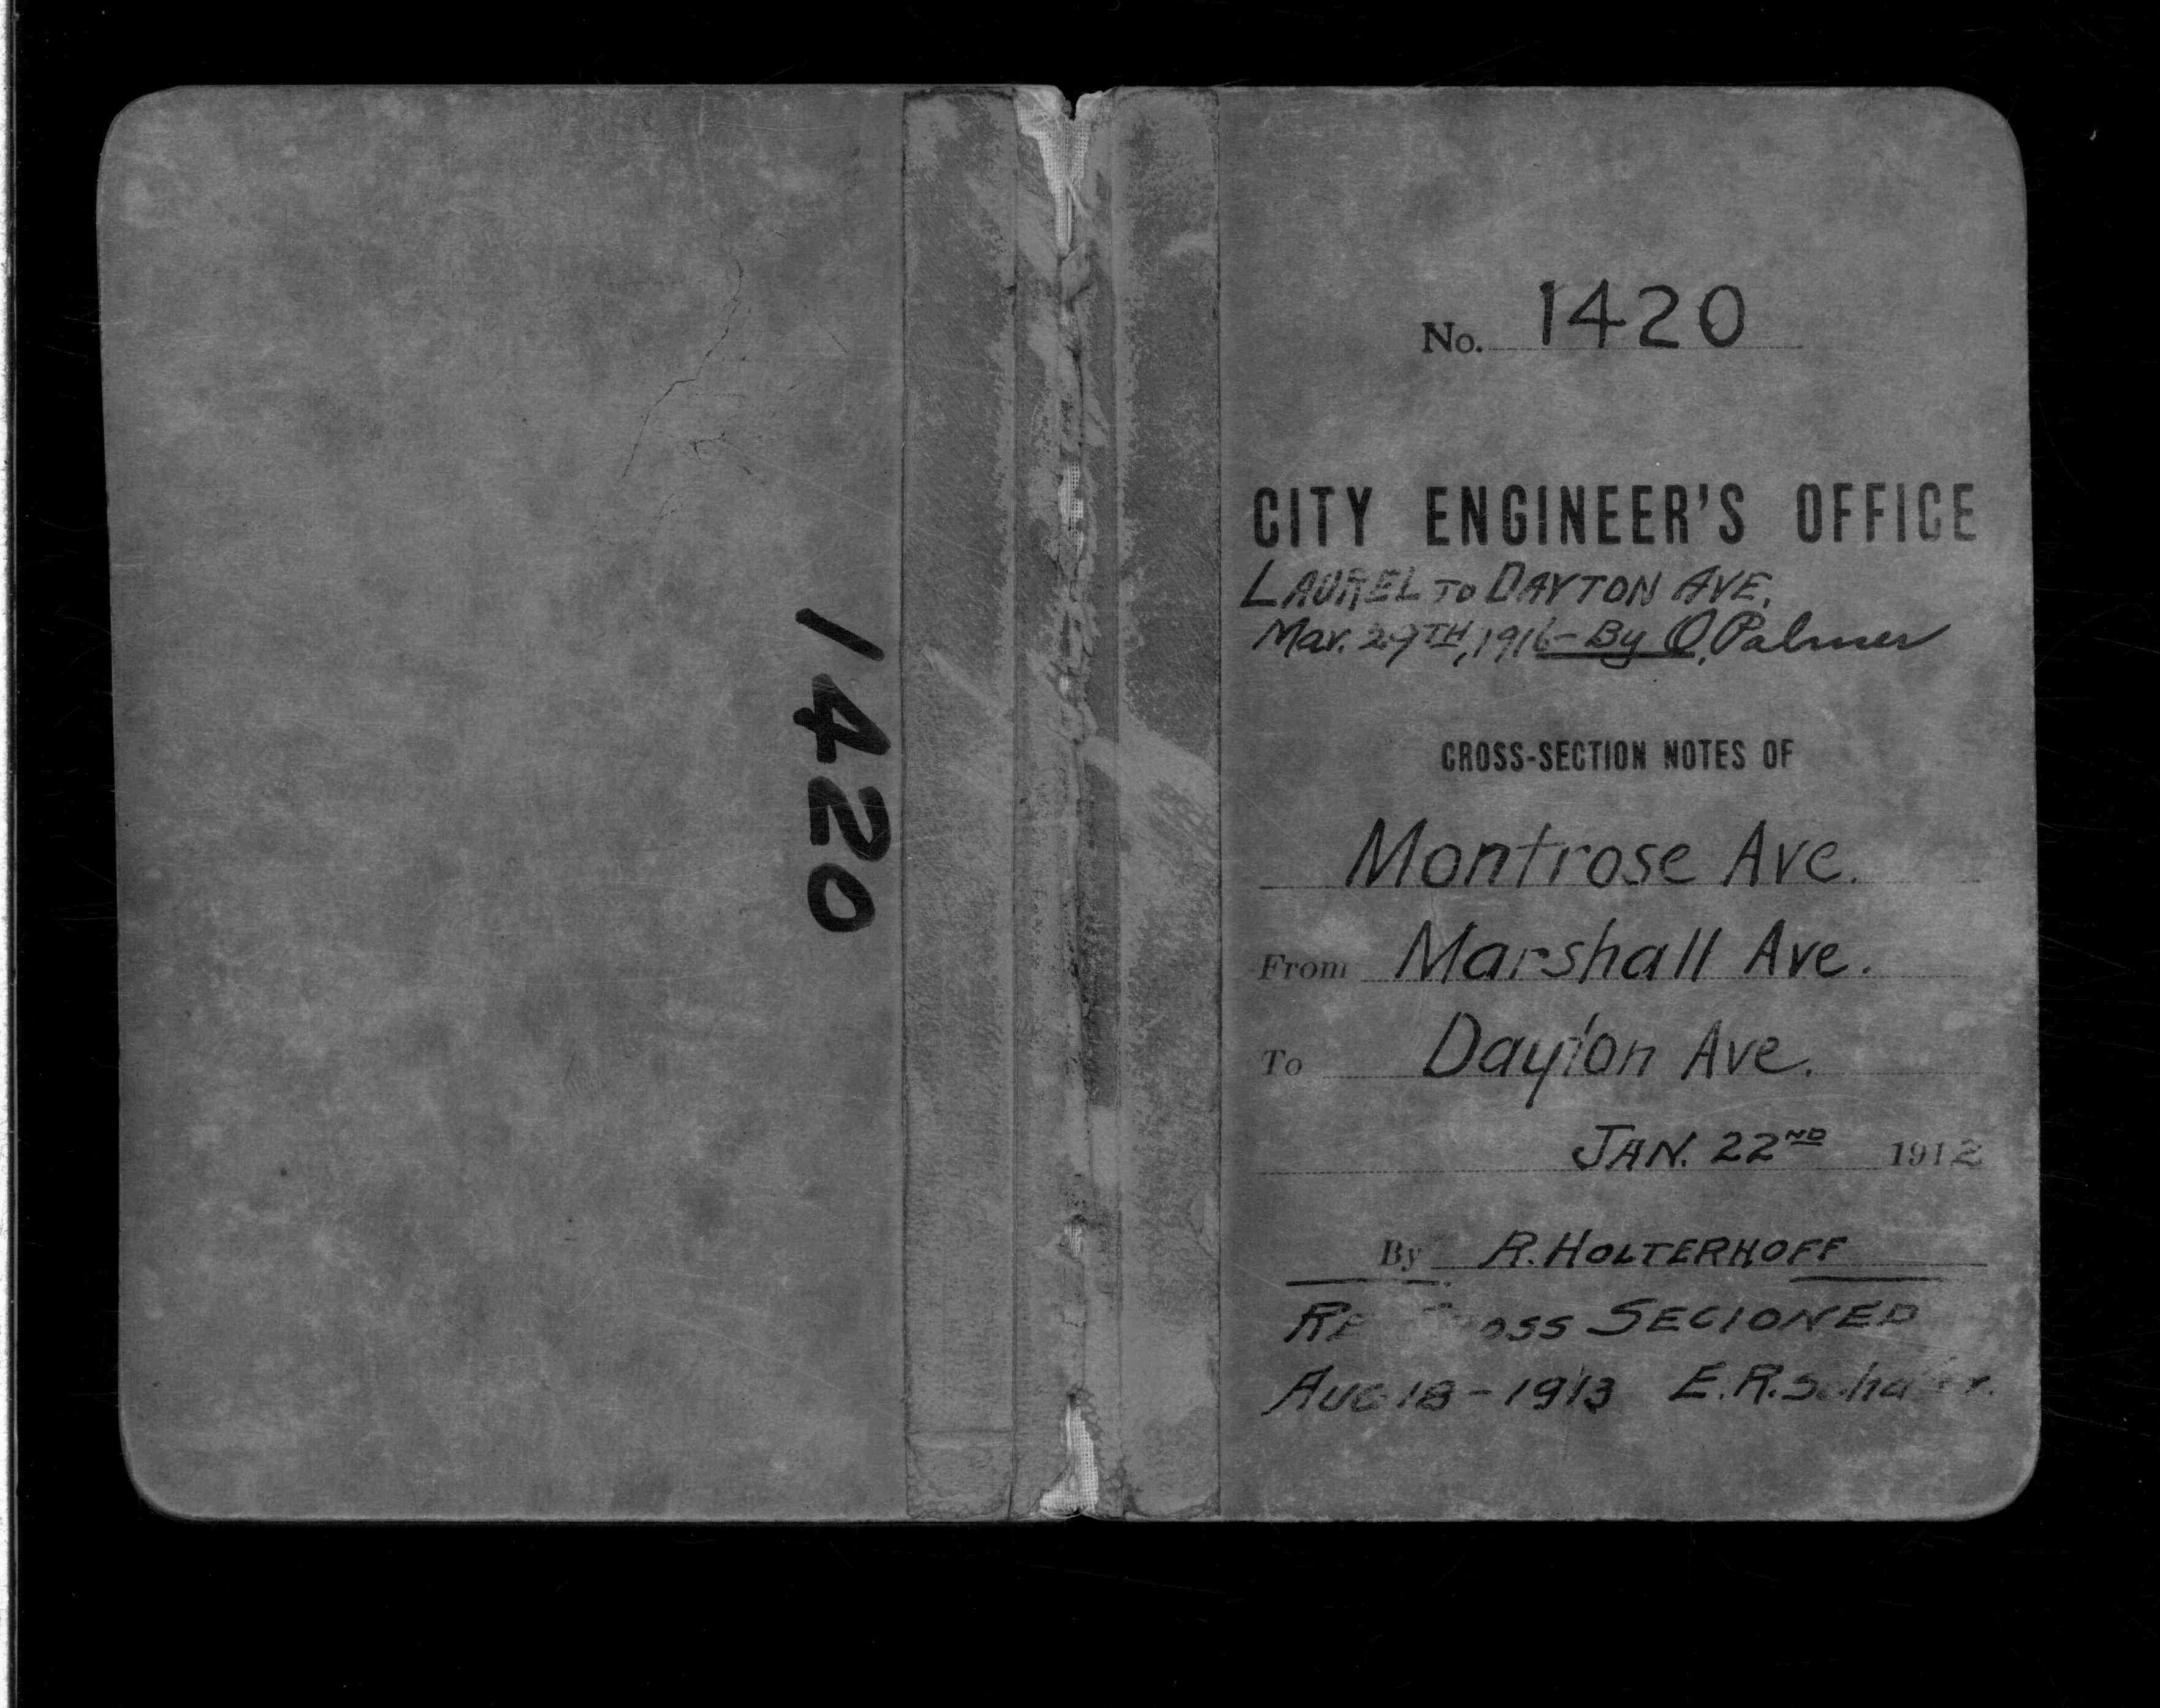 1420
No. 1420
CITY ENGINEER'S OFFICE
LAUREL TO DAYTON AVE.
Mar. 29TH, 1916 - By O. Palmer
CROSS-SECTION NOTES OF
Montrose Ave.
From Marshall Ave.
To Dayton Ave.
JAN. 22ND 1912
By R. HOLTERHOFF
SECIONED
AUG 18 - 1913 E. R.